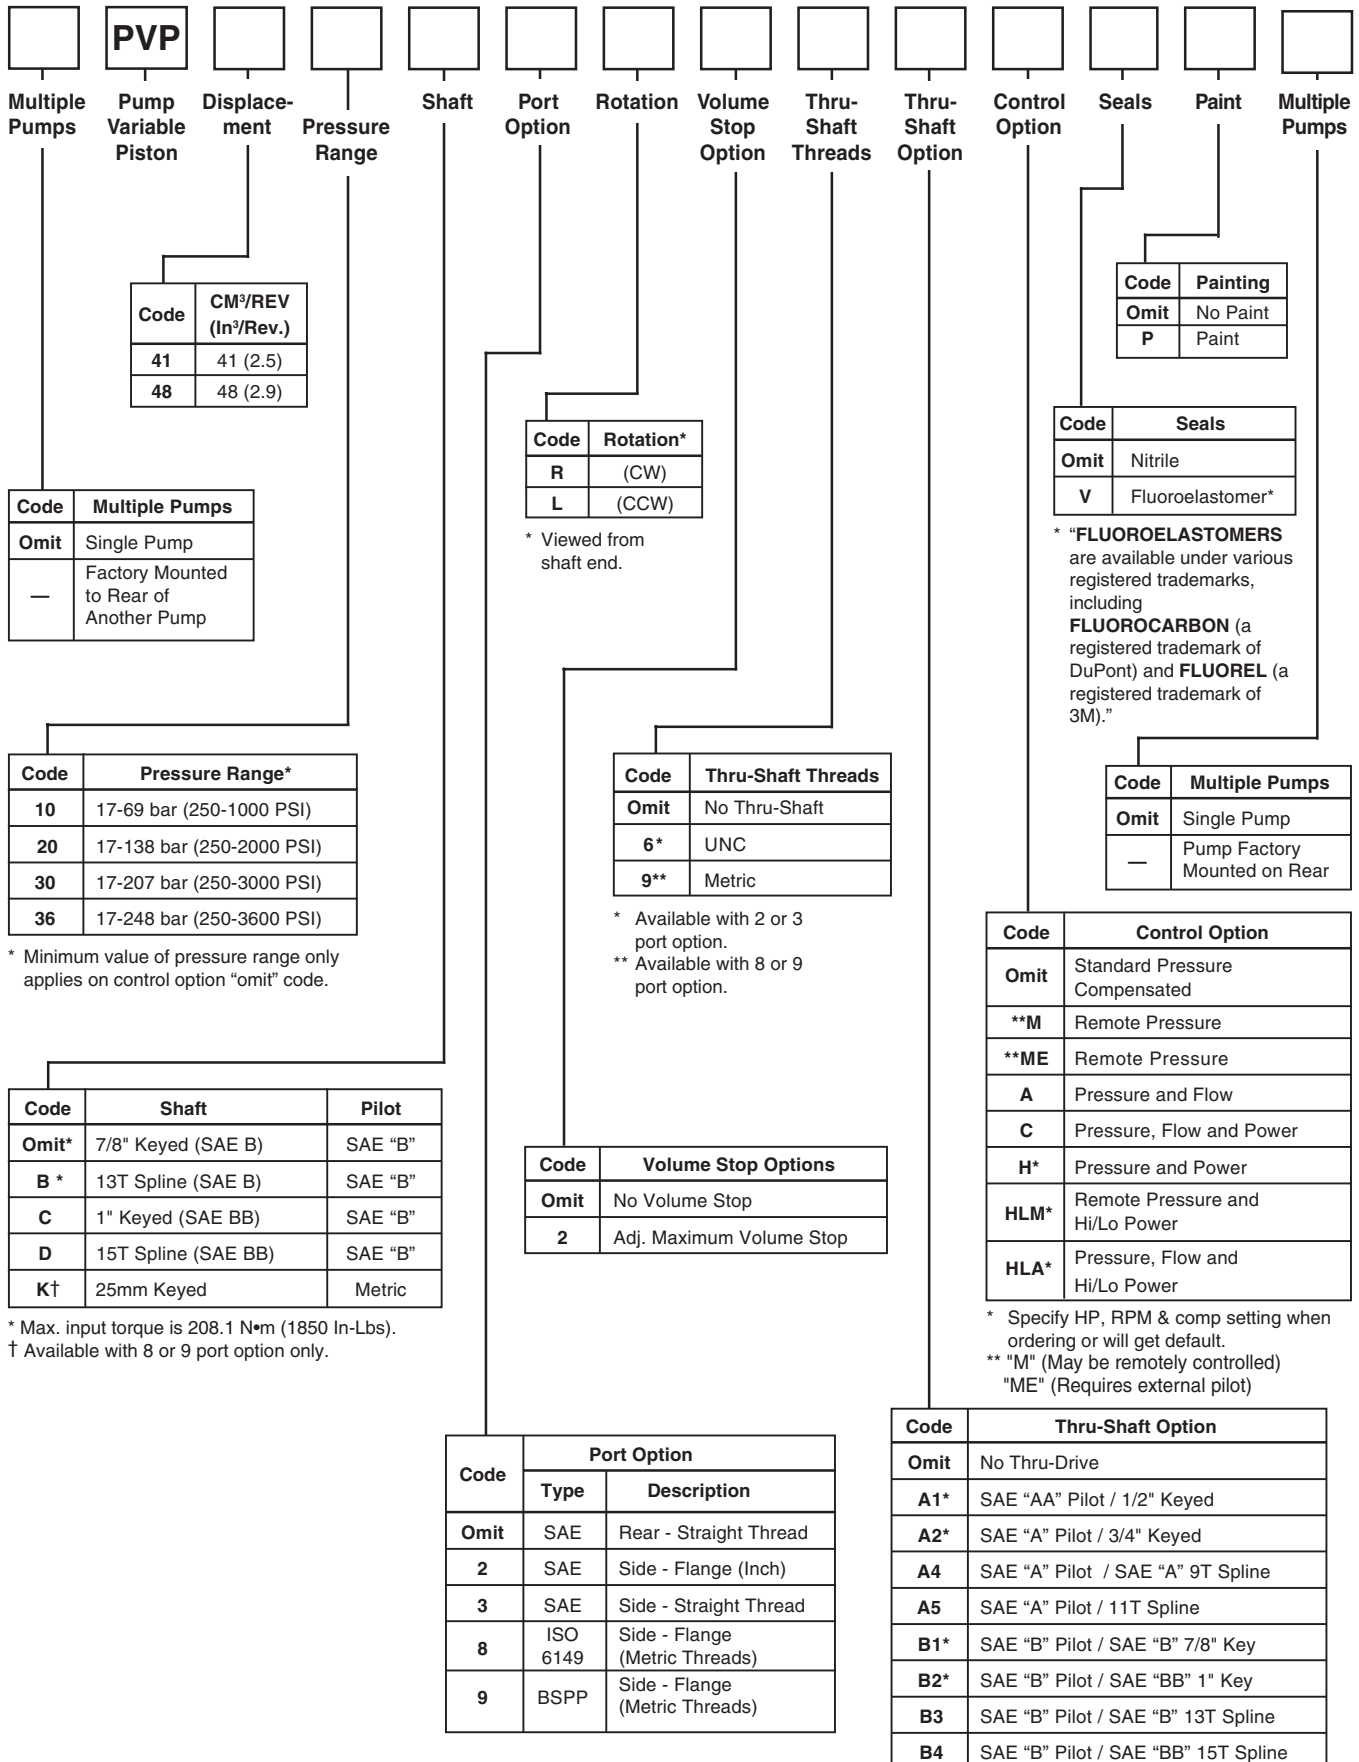 PVP
Multiple
Pumps
Pump
Variable
Piston
Displace-
ment
Pressure
Range
Shaft
Port
Option
Rotation
Volume
Stop
Option
Thru-
Shaft
Threads
Thru-
Shaft
Option
Control
Option
Seals
Paint
Multiple
Pumps
Code CM³/REV
(In³/Rev.)
41 41 (2.5)
48 48 (2.9)
Code Painting
Omit No Paint
P Paint
Code Rotation*
R (CW)
L (CCW)
* Viewed from
shaft end.
Code Seals
Omit Nitrile
V Fluoroelastomer*
* “FLUOROELASTOMERS
are available under various
registered trademarks,
including
FLUOROCARBON (a
registered trademark of
DuPont) and FLUOREL (a
registered trademark of
3M).”
Code Multiple Pumps
Omit Single Pump
— Factory Mounted
to Rear of
Another Pump
Code Pressure Range*
10 17-69 bar (250-1000 PSI)
20 17-138 bar (250-2000 PSI)
30 17-207 bar (250-3000 PSI)
36 17-248 bar (250-3600 PSI)
* Minimum value of pressure range only
applies on control option “omit” code.
Code Thru-Shaft Threads
Omit No Thru-Shaft
6* UNC
9** Metric
* Available with 2 or 3
port option.
** Available with 8 or 9
port option.
Code Multiple Pumps
Omit Single Pump
— Pump Factory
Mounted on Rear
Code Control Option
Omit Standard Pressure
Compensated
**M Remote Pressure
**ME Remote Pressure
A Pressure and Flow
C Pressure, Flow and Power
H* Pressure and Power
HLM* Remote Pressure and
Hi/Lo Power
HLA* Pressure, Flow and
Hi/Lo Power
* Specify HP, RPM & comp setting when
ordering or will get default.
** "M" (May be remotely controlled)
"ME" (Requires external pilot)
Code Shaft Pilot
Omit* 7/8" Keyed (SAE B) SAE “B”
B * 13T Spline (SAE B) SAE “B”
C 1" Keyed (SAE BB) SAE “B”
D 15T Spline (SAE BB) SAE “B”
K† 25mm Keyed Metric
* Max. input torque is 208.1 N•m (1850 In-Lbs).
† Available with 8 or 9 port option only.
Code Volume Stop Options
Omit No Volume Stop
2 Adj. Maximum Volume Stop
Code Port Option
Type Description
Omit SAE Rear - Straight Thread
2 SAE Side - Flange (Inch)
3 SAE Side - Straight Thread
8 ISO 6149 Side - Flange
(Metric Threads)
9 BSPP Side - Flange
(Metric Threads)
Code Thru-Shaft Option
Omit No Thru-Drive
A1* SAE “AA” Pilot / 1/2" Keyed
A2* SAE “A” Pilot / 3/4" Keyed
A4 SAE “A” Pilot / SAE “A” 9T Spline
A5 SAE “A” Pilot / 11T Spline
B1* SAE “B” Pilot / SAE “B” 7/8" Key
B2* SAE “B” Pilot / SAE “BB” 1" Key
B3 SAE “B” Pilot / SAE “B” 13T Spline
B4 SAE “B” Pilot / SAE “BB” 15T Spline